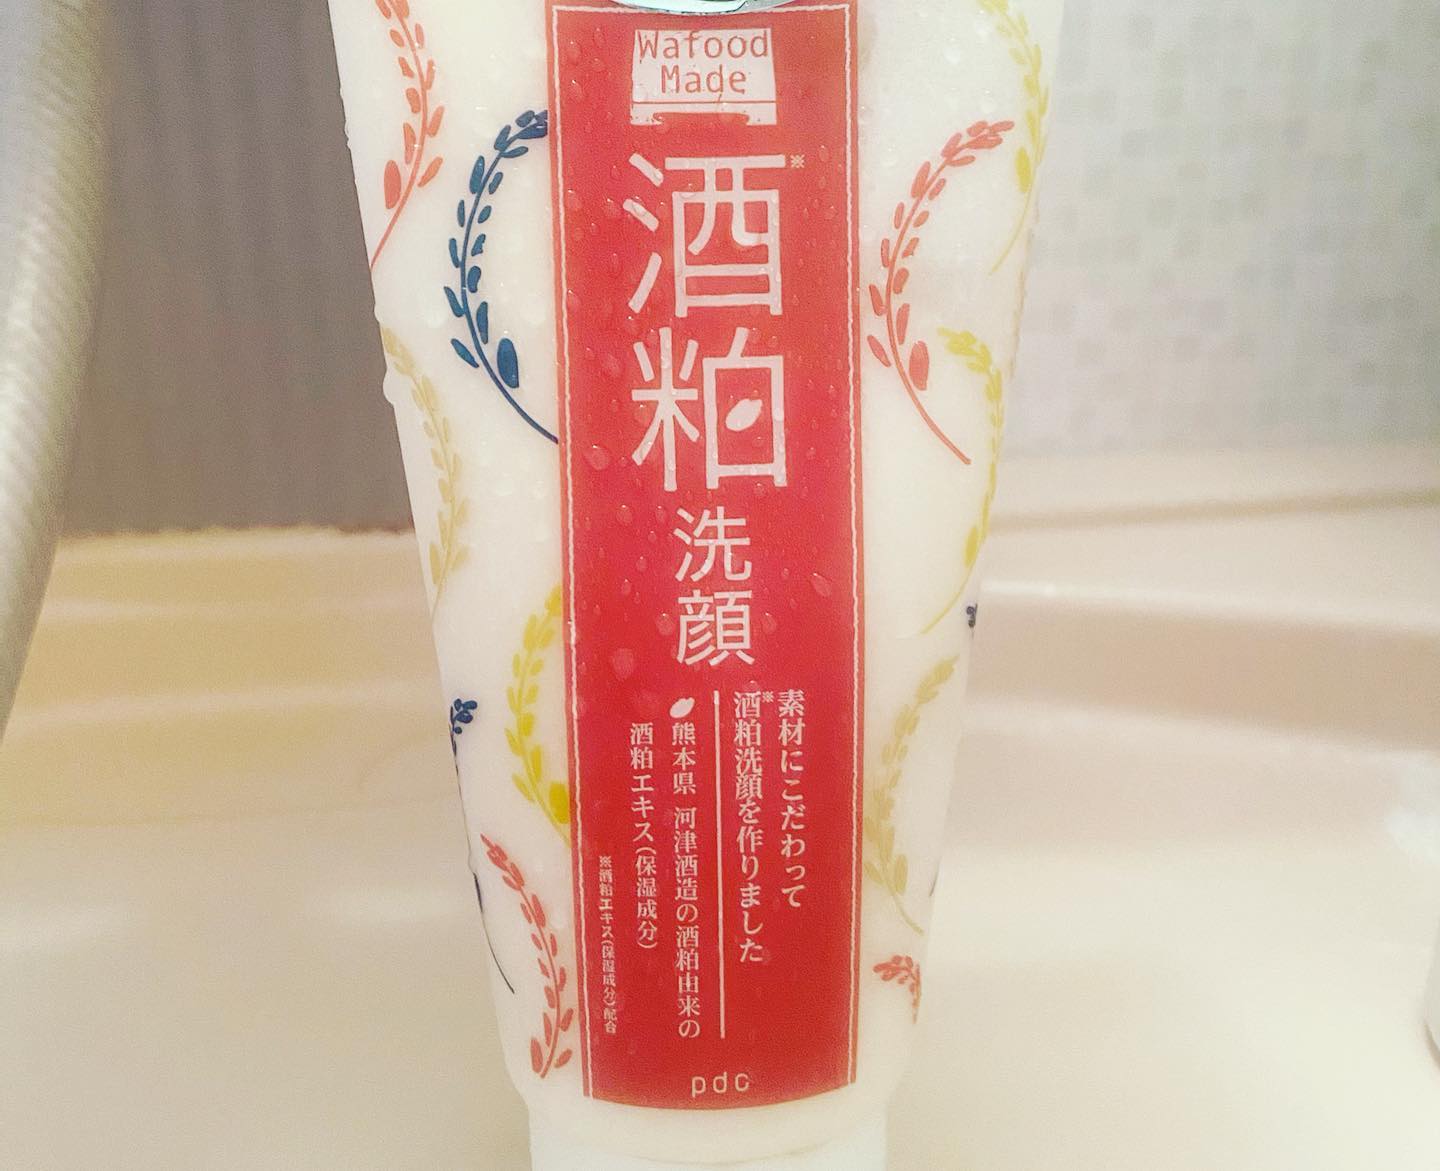 Wafood
Made
酒粕※
洗顔
素材にこだわって
酒粕※洗顔を作りました
熊本県 河津酒造の酒粕由来の
酒粕エキス(保湿成分)
※酒粕エキス(保湿成分)配合
pdc